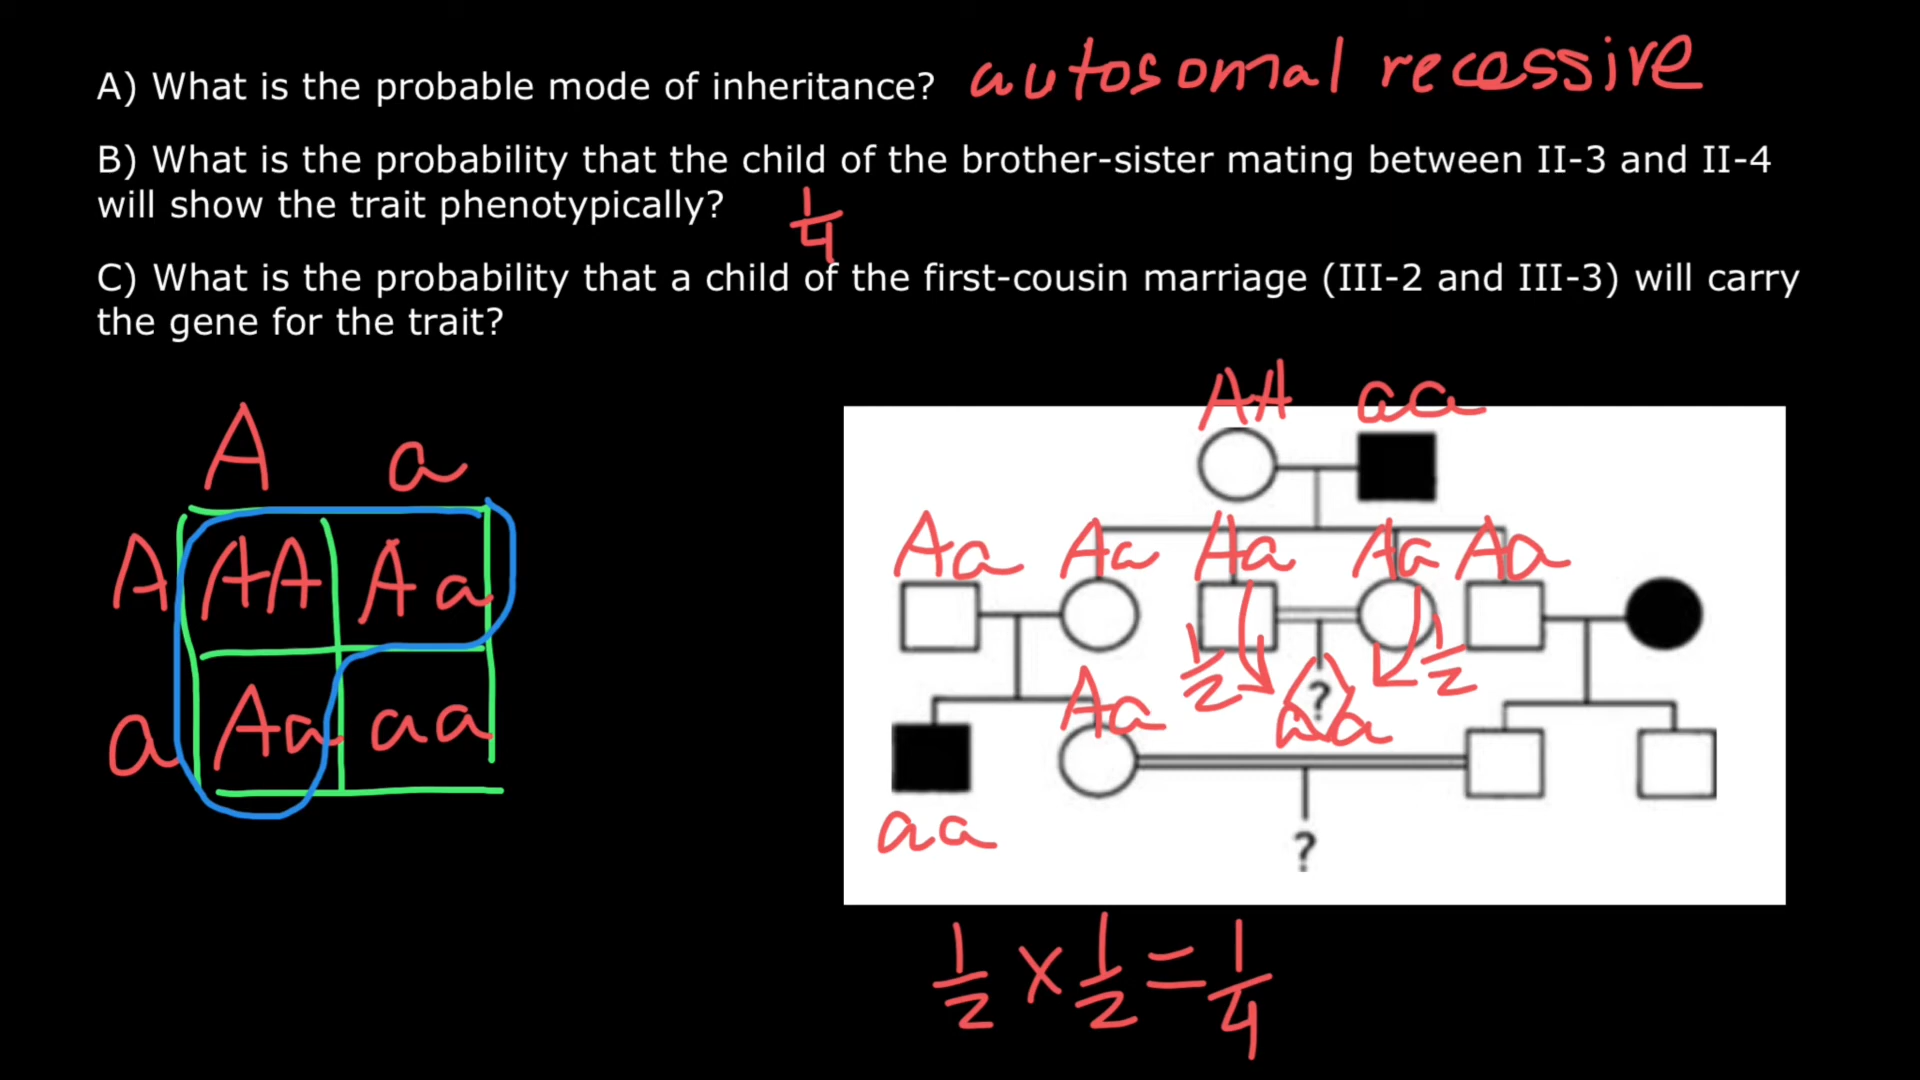 A) What is the probable mode of inheritance? autosomal recessive
B) What is the probability that the child of the brother-sister mating between II-3 and II-4
will show the trait phenotypically? 1/4
C) What is the probability that a child of the first-cousin marriage (III-2 and III-3) will carry
the gene for the trait?
AA aa
A a
Aa Aa Aa Aa Aa
A AA Aa
1/2 1/2
Aa ? aa
a Aa aa
aa
?
1/2 × 1/2 = 1/4